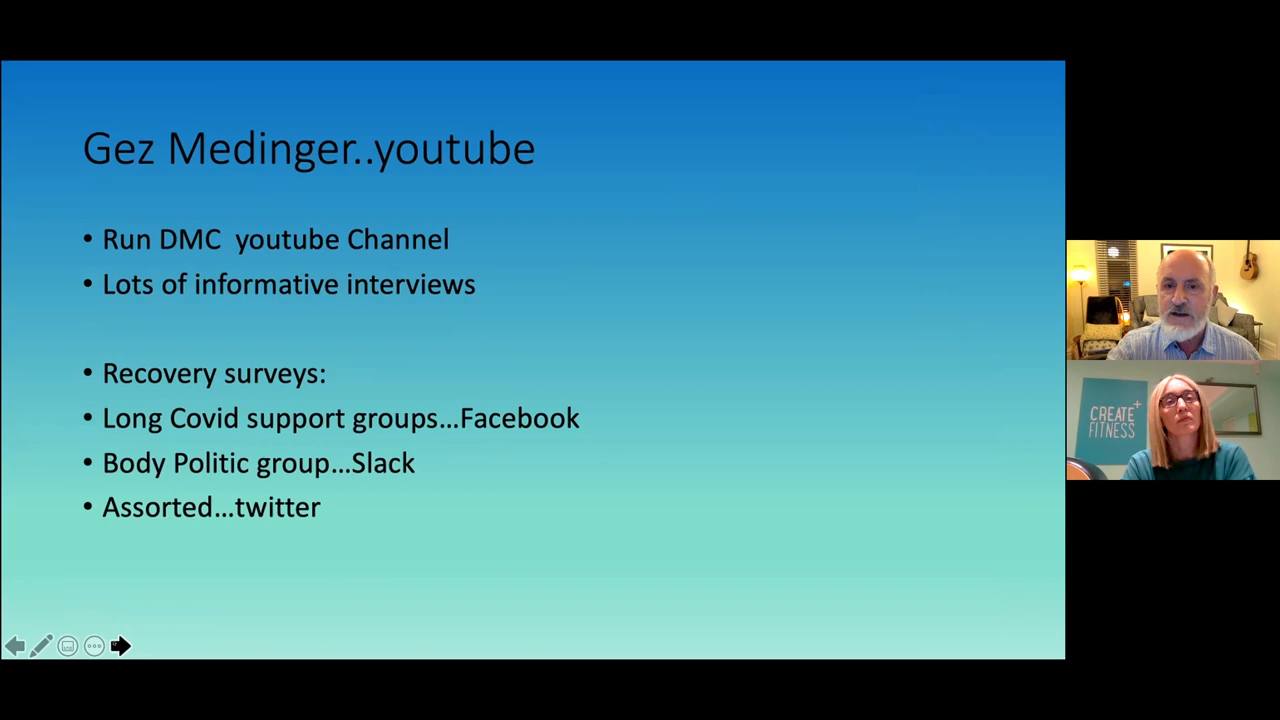 Gez Medinger..youtube
• Run DMC  youtube Channel
• Lots of informative interviews
• Recovery surveys:
• Long Covid support groups...Facebook
• Body Politic group...Slack
• Assorted...twitter
CREATE+
FITNESS